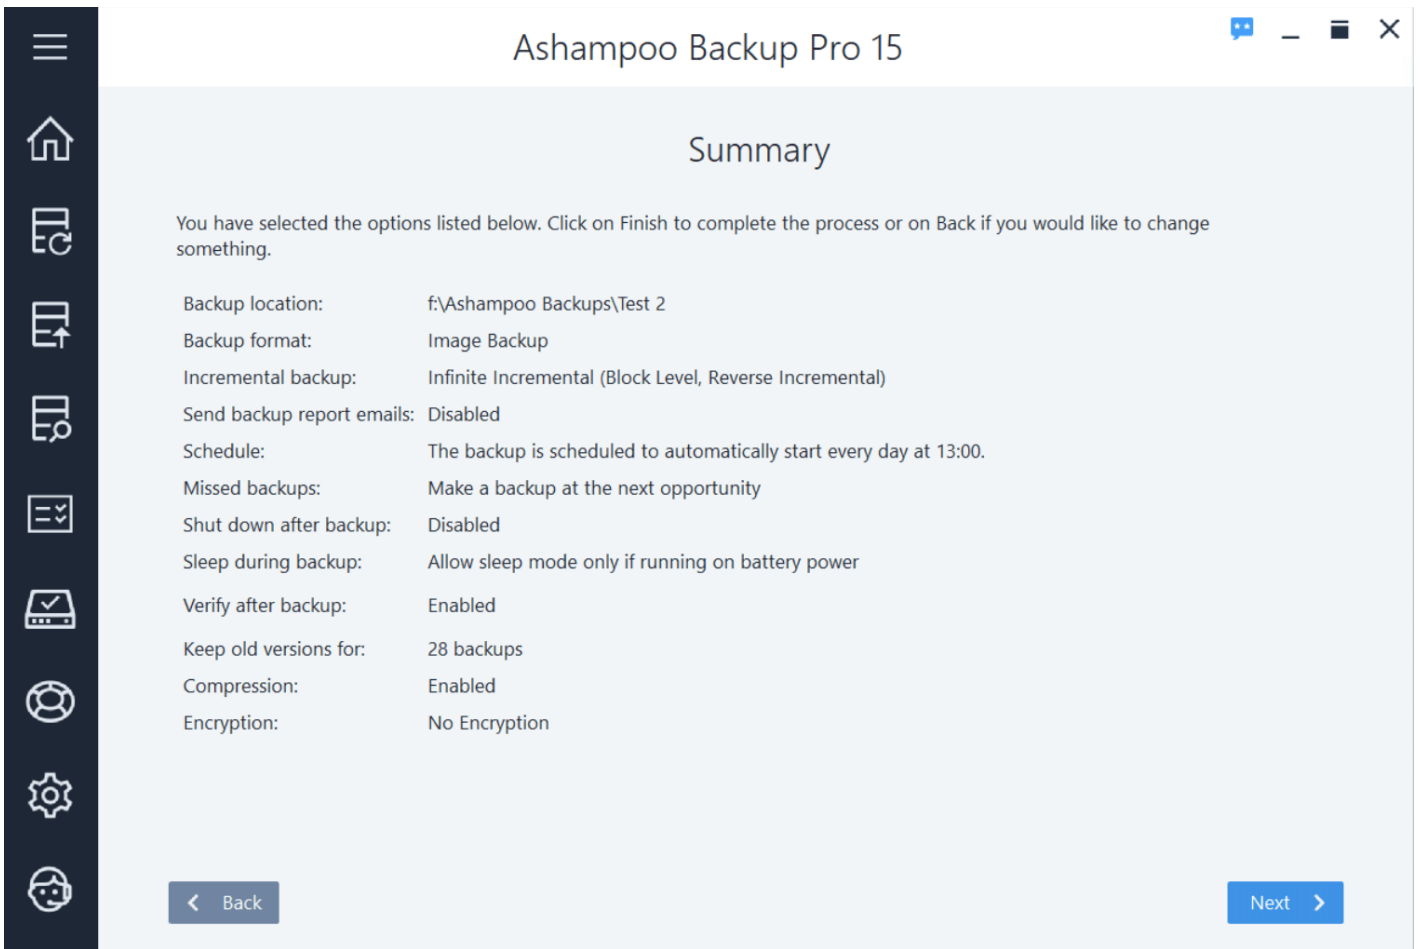 Ashampoo Backup Pro 15
Summary
You have selected the options listed below. Click on Finish to complete the process or on Back if you would like to change
something.
Backup location: f:\Ashampoo Backups\Test 2
Backup format: Image Backup
Incremental backup: Infinite Incremental (Block Level, Reverse Incremental)
Send backup report emails: Disabled
Schedule: The backup is scheduled to automatically start every day at 13:00.
Missed backups: Make a backup at the next opportunity
Shut down after backup: Disabled
Sleep during backup: Allow sleep mode only if running on battery power
Verify after backup: Enabled
Keep old versions for: 28 backups
Compression: Enabled
Encryption: No Encryption
Back
Next